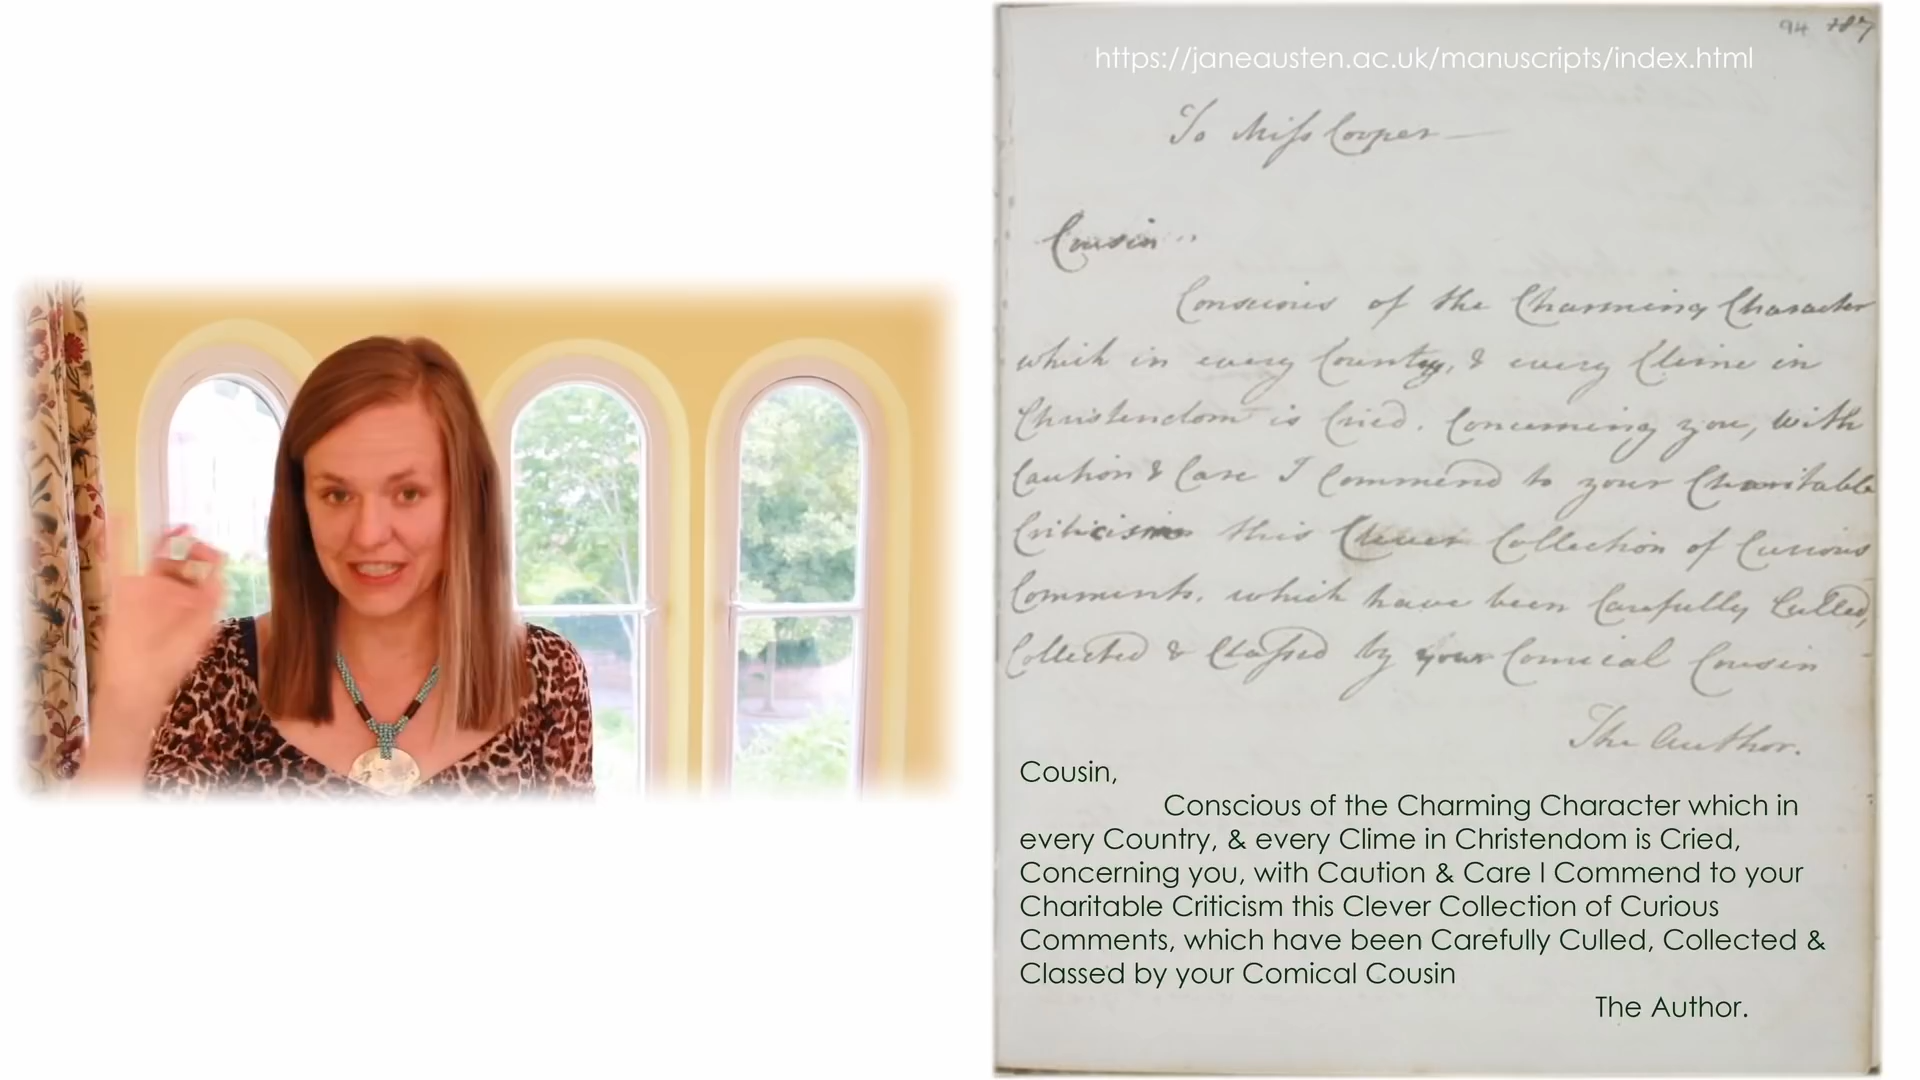 94 787
https://janeausten.ac.uk/manuscripts/index.html
To Miss Cooper —
Cousin
Conscious of the Charming Character
which in every Country, & every Clime in
Christendom is Cried, Concerning you, with
Caution & Care I Commend to your Charitable
Criticism this Clever Collection of Curious
Comments, which have been Carefully Culled,
Collected & Classed by your Comical Cousin
The Author.
Cousin,
Conscious of the Charming Character which in
every Country, & every Clime in Christendom is Cried,
Concerning you, with Caution & Care I Commend to your
Charitable Criticism this Clever Collection of Curious
Comments, which have been Carefully Culled, Collected &
Classed by your Comical Cousin
The Author.